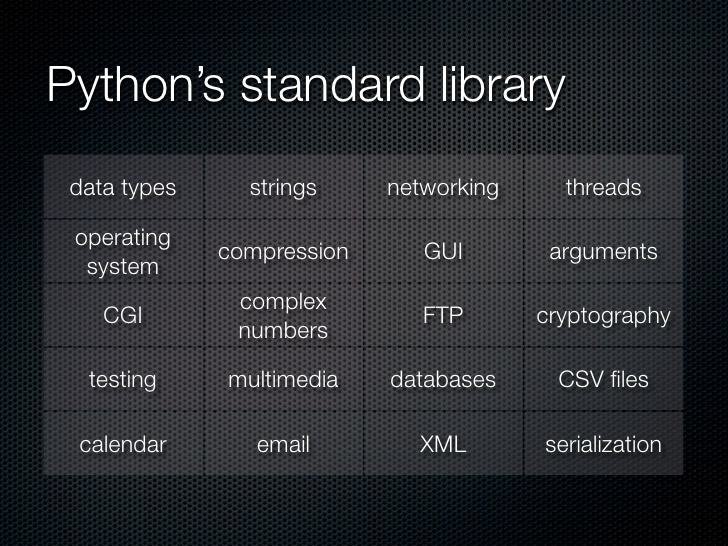 Python’s standard library
data types strings networking threads
operating system compression GUI arguments
CGI complex numbers FTP cryptography
testing multimedia databases CSV files
calendar email XML serialization